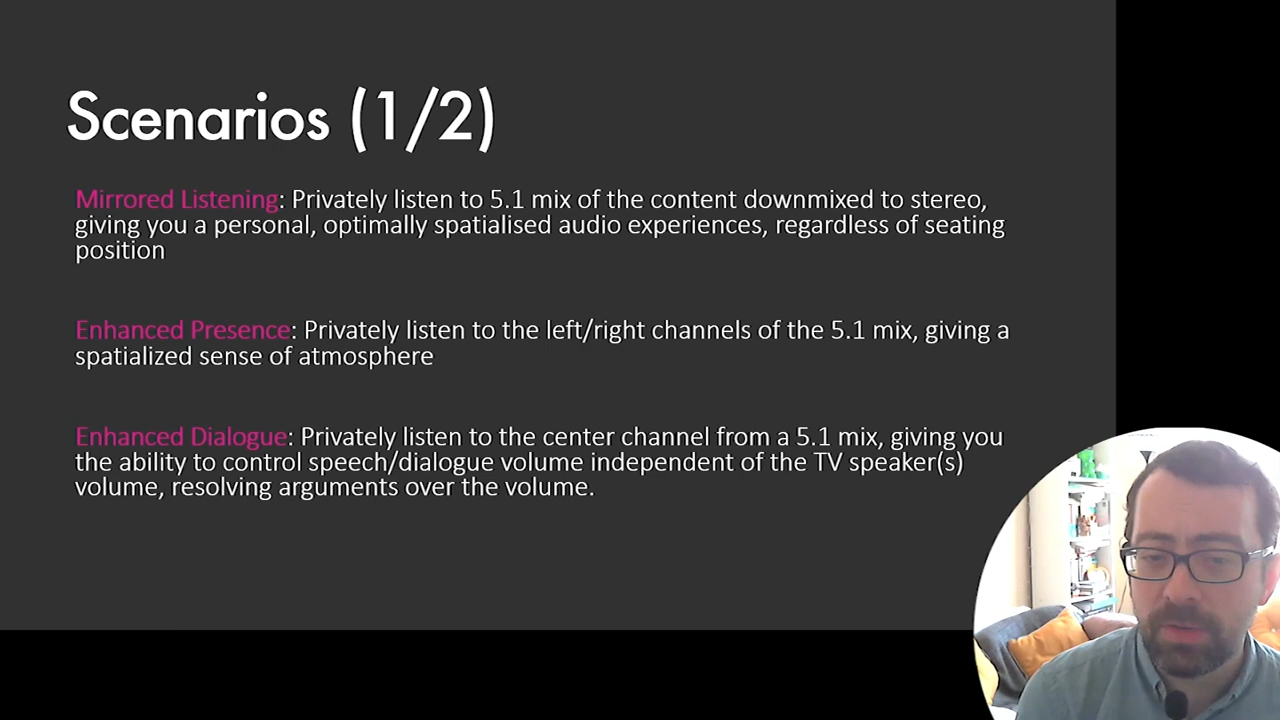 Scenarios (1/2)
Mirrored Listening: Privately listen to 5.1 mix of the content downmixed to stereo,
giving you a personal, optimally spatialised audio experiences, regardless of seating
position
Enhanced Presence: Privately listen to the left/right channels of the 5.1 mix, giving a
spatialized sense of atmosphere
Enhanced Dialogue: Privately listen to the center channel from a 5.1 mix, giving you
the ability to control speech/dialogue volume independent of the TV speaker(s)
volume, resolving arguments over the volume.